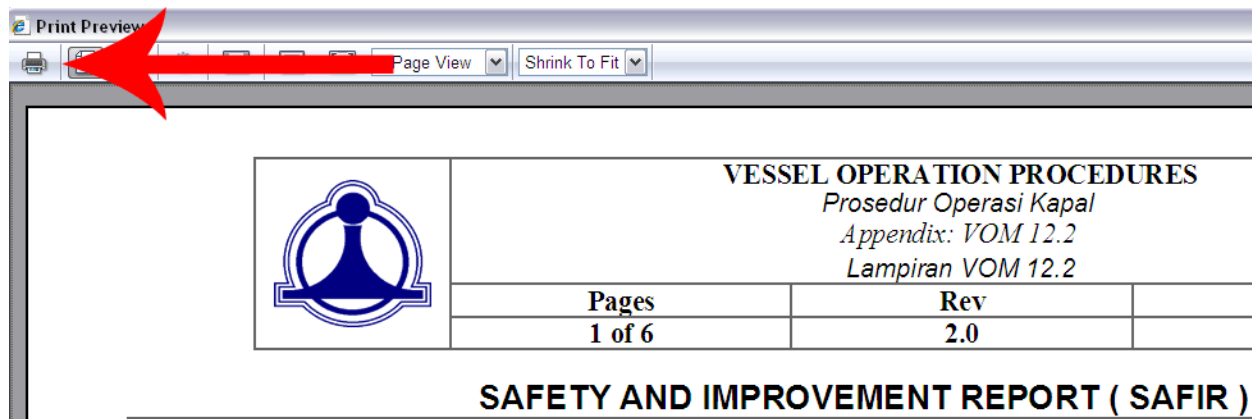 Print Preview
Page View Shrink To Fit
VESSEL OPERATION PROCEDURES
Prosedur Operasi Kapal
Appendix: VOM 12.2
Lampiran VOM 12.2
Pages Rev
1 of 6 2.0
SAFETY AND IMPROVEMENT REPORT ( SAFIR )